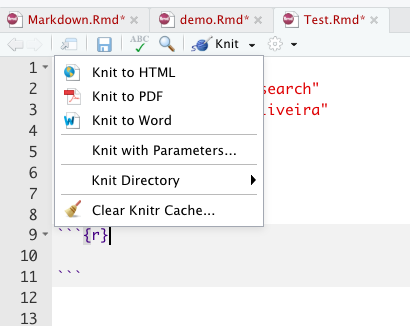 Markdown.Rmd* × demo.Rmd* × Test.Rmd* ×
ABC Knit
1
2 search"
3 liveira"
4
5
6
7
8
9 ```{r}
10
11 ```
12
13
Knit to HTML
Knit to PDF
Knit to Word
Knit with Parameters...
Knit Directory
Clear Knitr Cache...